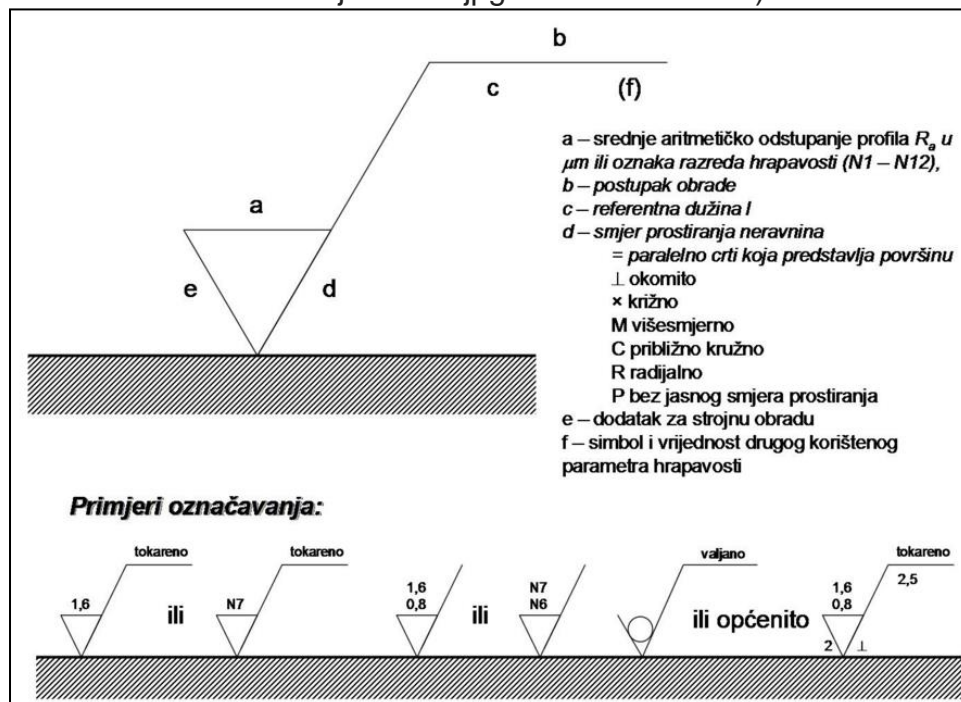 b
c (f)
a
e d
a – srednje aritmetičko odstupanje profila Ra u
μm ili oznaka razreda hrapavosti (N1 – N12),
b – postupak obrade
c – referentna dužina l
d – smjer prostiranja neravnina
= paralelno crti koja predstavlja površinu
⊥ okomito
× križno
M višesmjerno
C približno kružno
R radijalno
P bez jasnog smjera prostiranja
e – dodatak za strojnu obradu
f – simbol i vrijednost drugog korištenog
parametra hrapavosti
Primjeri označavanja:
tokareno
1,6
ili
tokareno
N7
1,6
0,8
ili
N7
N6
valjano
ili općenito
tokareno
1,6
0,8
2,5
2 ⊥